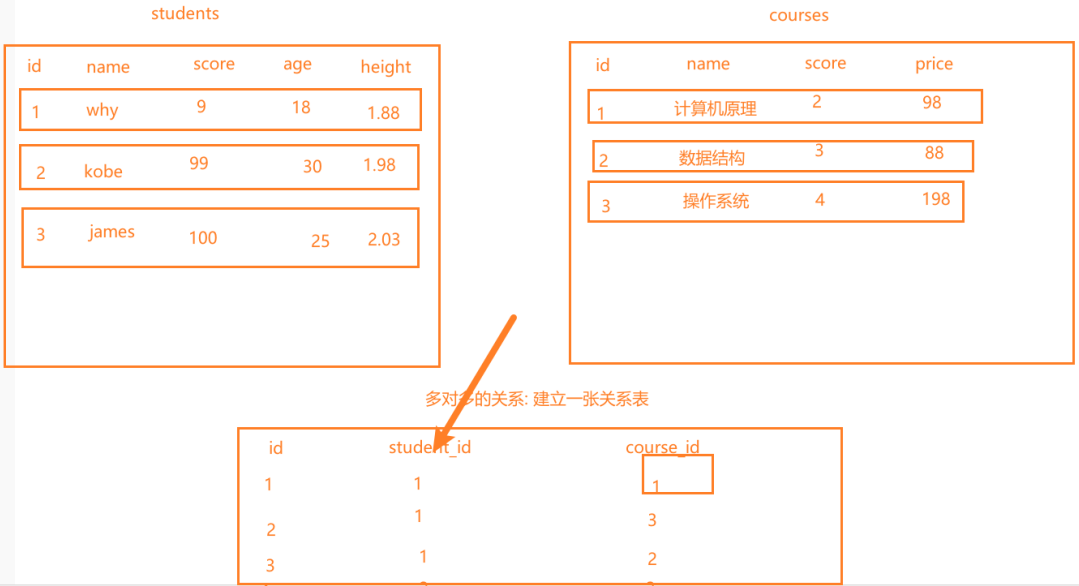 students
courses
id name score age height
1 why 9 18 1.88
2 kobe 99 30 1.98
3 james 100 25 2.03
id name score price
1 计算机原理 2 98
2 数据结构 3 88
3 操作系统 4 198
多对多的关系: 建立一张关系表
id student_id course_id
1 1 1
2 1 3
3 1 2